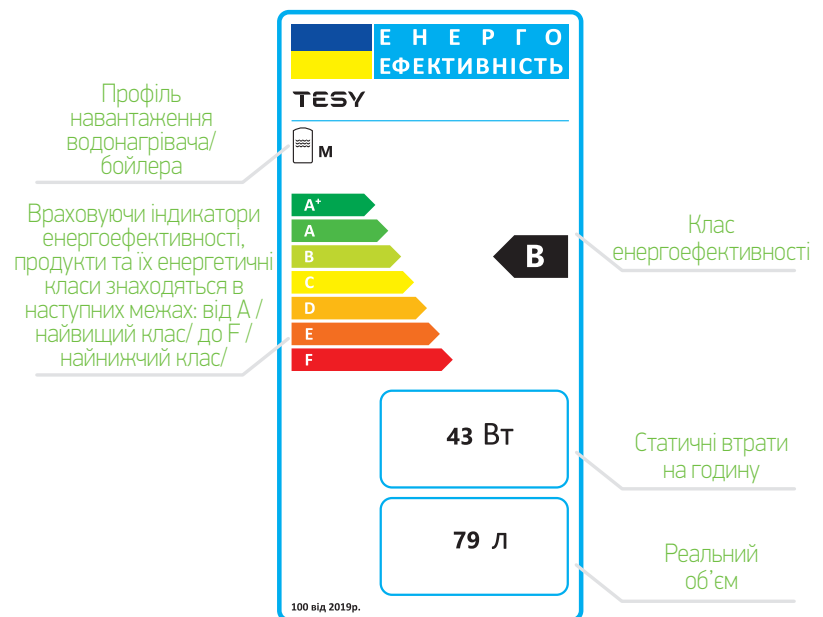 ЕНЕРГО
ЕФЕКТИВНІСТЬ
TESY
Профіль
навантаження
водонагрівача/
бойлера
M
Враховуючи індикатори
енергоефективності,
продукти та їх енергетичні
класи знаходяться в
наступних межах: від А /
найвищий клас/ до F /
найнижчий клас/
A+
A
B
C
D
E
F
B
Клас
енергоефективності
43 Вт
Статичні втрати
на годину
79 л
Реальний
об’єм
100 від 2019р.